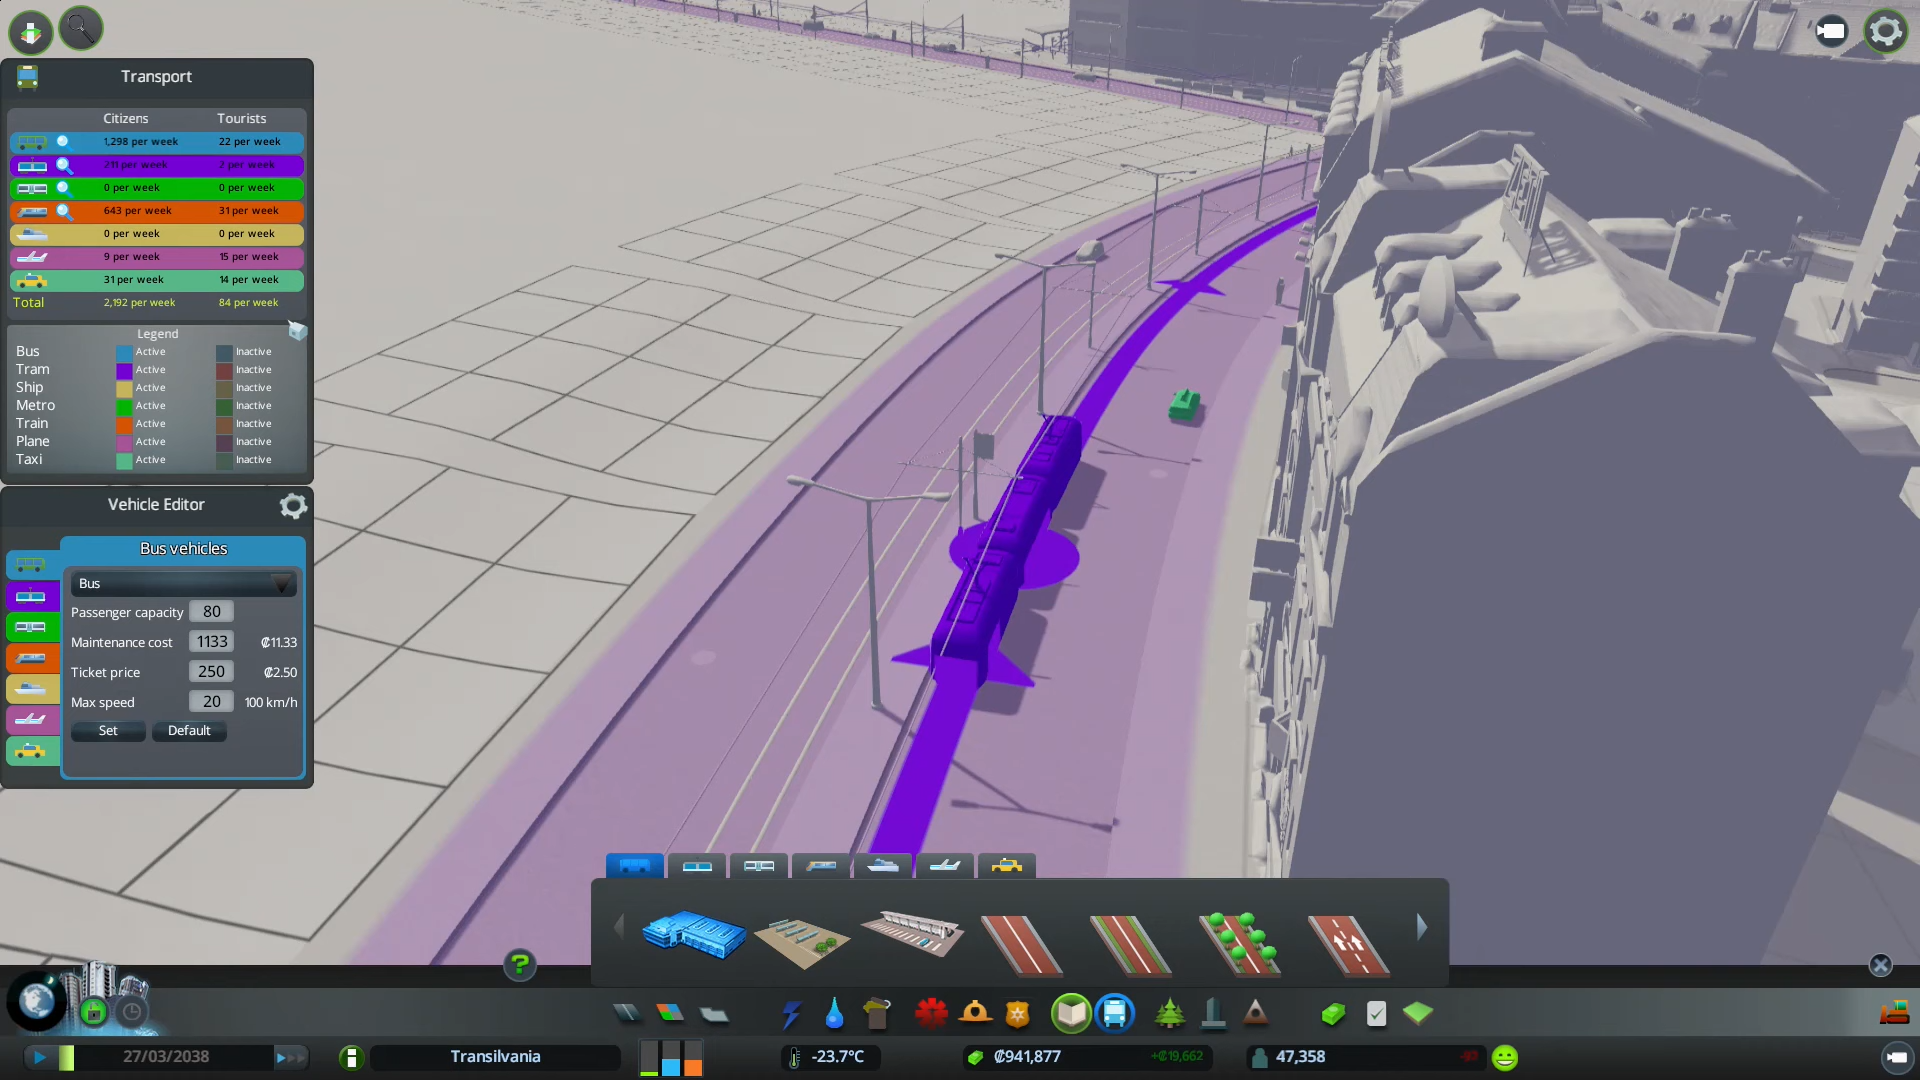 Transport
Citizens Tourists
1,298 per week 22 per week
211 per week 2 per week
0 per week 0 per week
643 per week 31 per week
0 per week 0 per week
9 per week 15 per week
31 per week 14 per week
Total 2,192 per week 84 per week
Legend
Bus Active Inactive
Tram Active Inactive
Ship Active Inactive
Metro Active Inactive
Train Active Inactive
Plane Active Inactive
Taxi Active Inactive
Vehicle Editor
Bus vehicles
Bus
Passenger capacity 80
Maintenance cost 1133 ₡11.33
Ticket price 250 ₡2.50
Max speed 20 100 km/h
Set Default
?
27/03/2038 Transilvania -23.7°C ₡941,877 +₡19,662 47,358